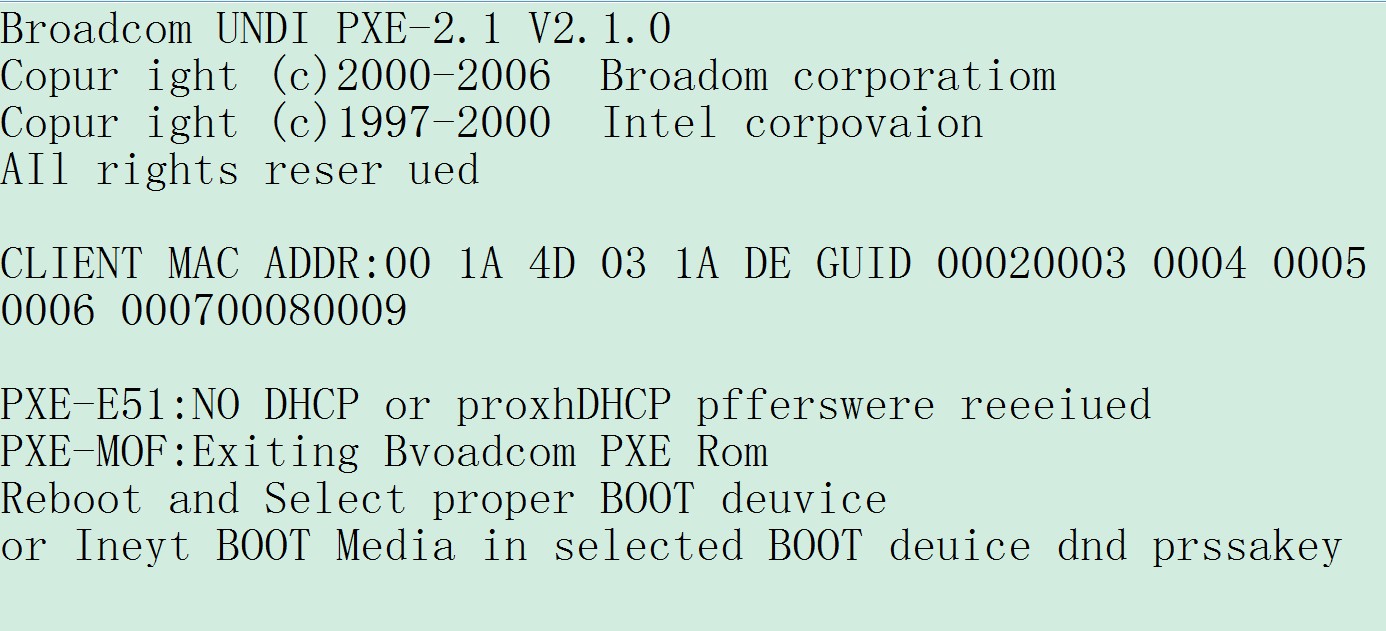 Broadcom UNDI PXE-2.1 V2.1.0
Copur ight (c)2000-2006  Broadom corporatiom
Copur ight (c)1997-2000  Intel corpovaion
AIl rights reser ued
CLIENT MAC ADDR:00 1A 4D 03 1A DE GUID 00020003 0004 0005
0006 000700080009
PXE-E51:NO DHCP or proxhDHCP pfferswere reeeiued
PXE-MOF:Exiting Bvoadcom PXE Rom
Reboot and Select proper BOOT deuvice
or Ineyt BOOT Media in selected BOOT deuice dnd prssakey